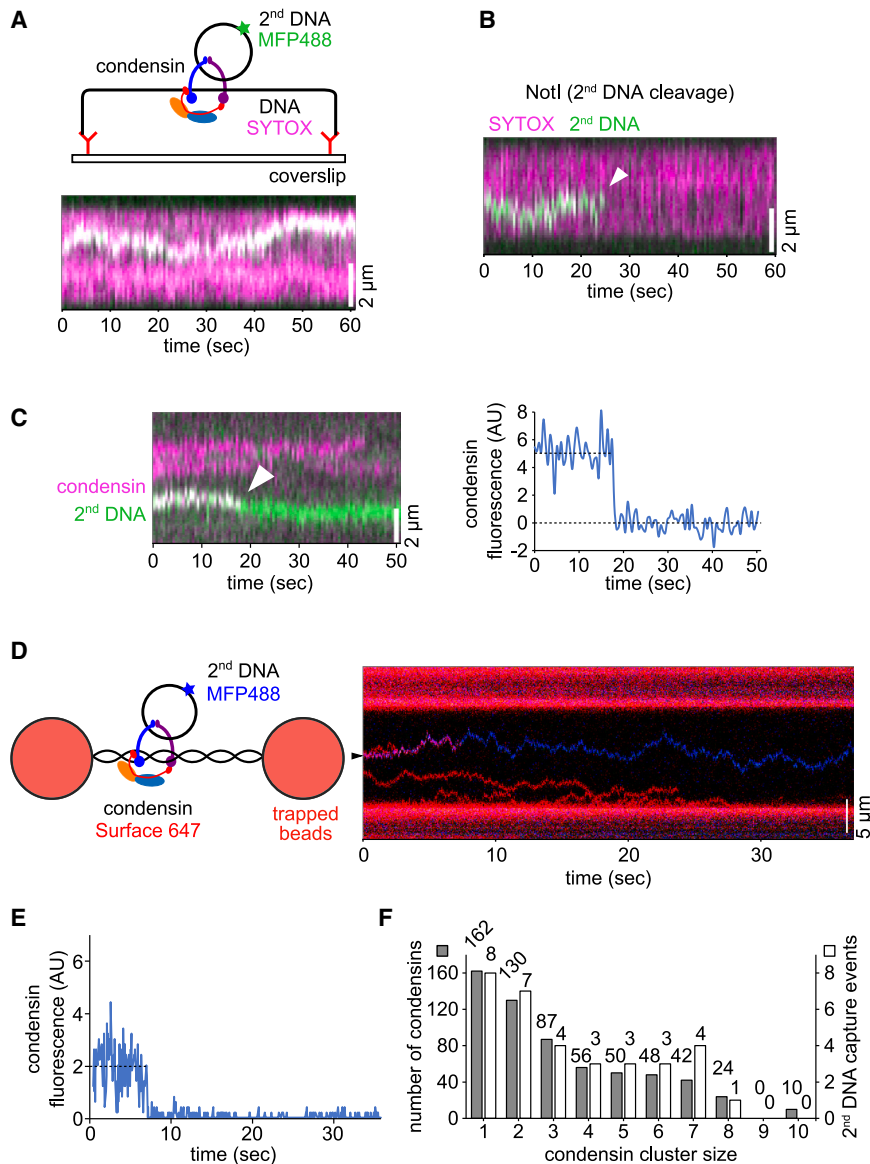 A
2nd DNA
MFP488
condensin
DNA
SYTOX
coverslip
2 µm
0 10 20 30 40 50 60
time (sec)
B
NotI (2nd DNA cleavage)
SYTOX 2nd DNA
2 µm
0 10 20 30 40 50 60
time (sec)
C
condensin
2nd DNA
2 µm
0 10 20 30 40 50
time (sec)
condensin
fluorescence (AU)
8
6
4
2
0
-2
0 10 20 30 40 50
time (sec)
D
2nd DNA
MFP488
condensin
Surface 647
trapped
beads
5 µm
0 10 20 30
time (sec)
E
condensin
fluorescence (AU)
6
4
2
0
0 10 20 30
time (sec)
F
number of condensins
160
120
80
40
0
162 8 130 7 87 4 56 3 50 3 48 3 42 4 24 1 0 0 10 0
8
6
4
2
0
2nd DNA capture events
1 2 3 4 5 6 7 8 9 10
condensin cluster size